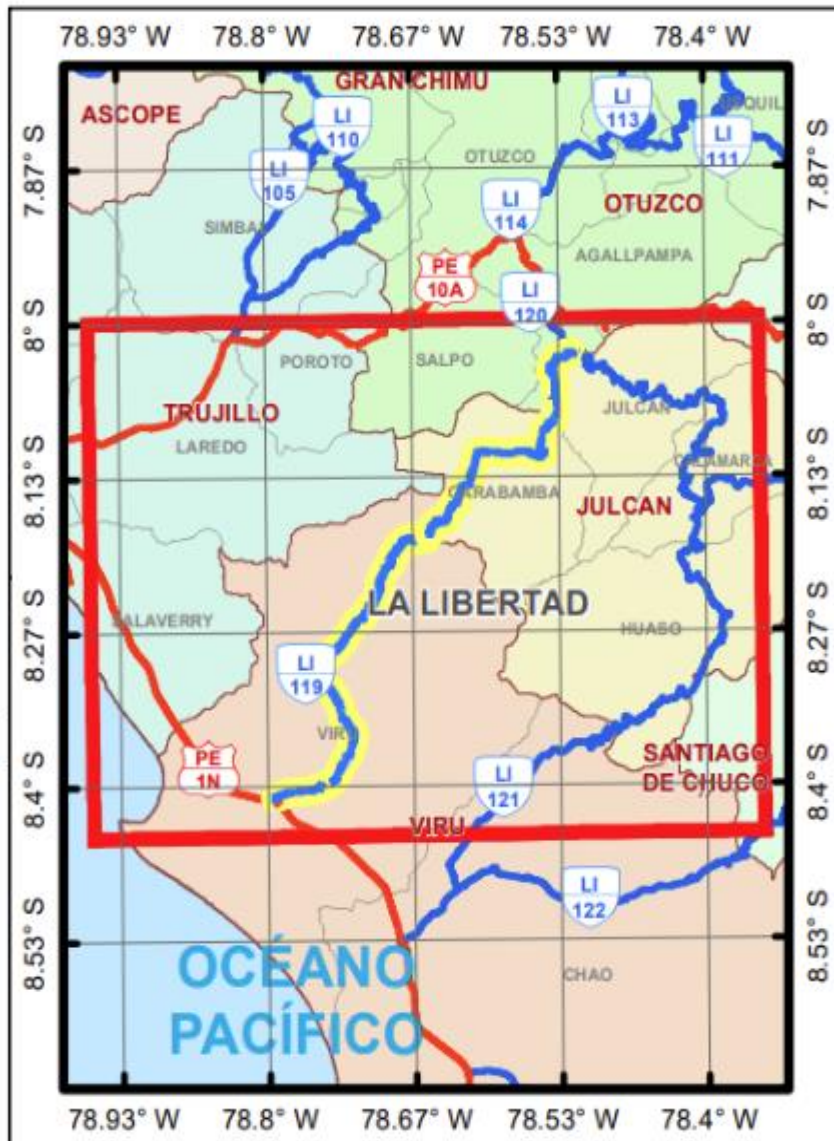 78.93° W 78.8° W 78.67° W 78.53° W 78.4° W
GRAN CHIMU
ASCOPE
LI
110
LI
113
LI
111
7.87° S
7.87° S
OTUZCO
LI
105
LI
114
OTUZCO
SIMBAL
AGALLPAMPA
PE
10A
LI
120
8° S
8° S
POROTO
SALPO
TRUJILLO
JULCAN
LAREDO
8.13° S
8.13° S
CARABAMBA
JULCAN
LA LIBERTAD
SALAVERRY
HUASO
8.27° S
8.27° S
LI
119
VIRU
PE
1N
SANTIAGO
DE CHUCO
LI
121
8.4° S
8.4° S
VIRU
LI
122
8.53° S
8.53° S
OCÉANO
PACÍFICO
CHAO
78.93° W 78.8° W 78.67° W 78.53° W 78.4° W